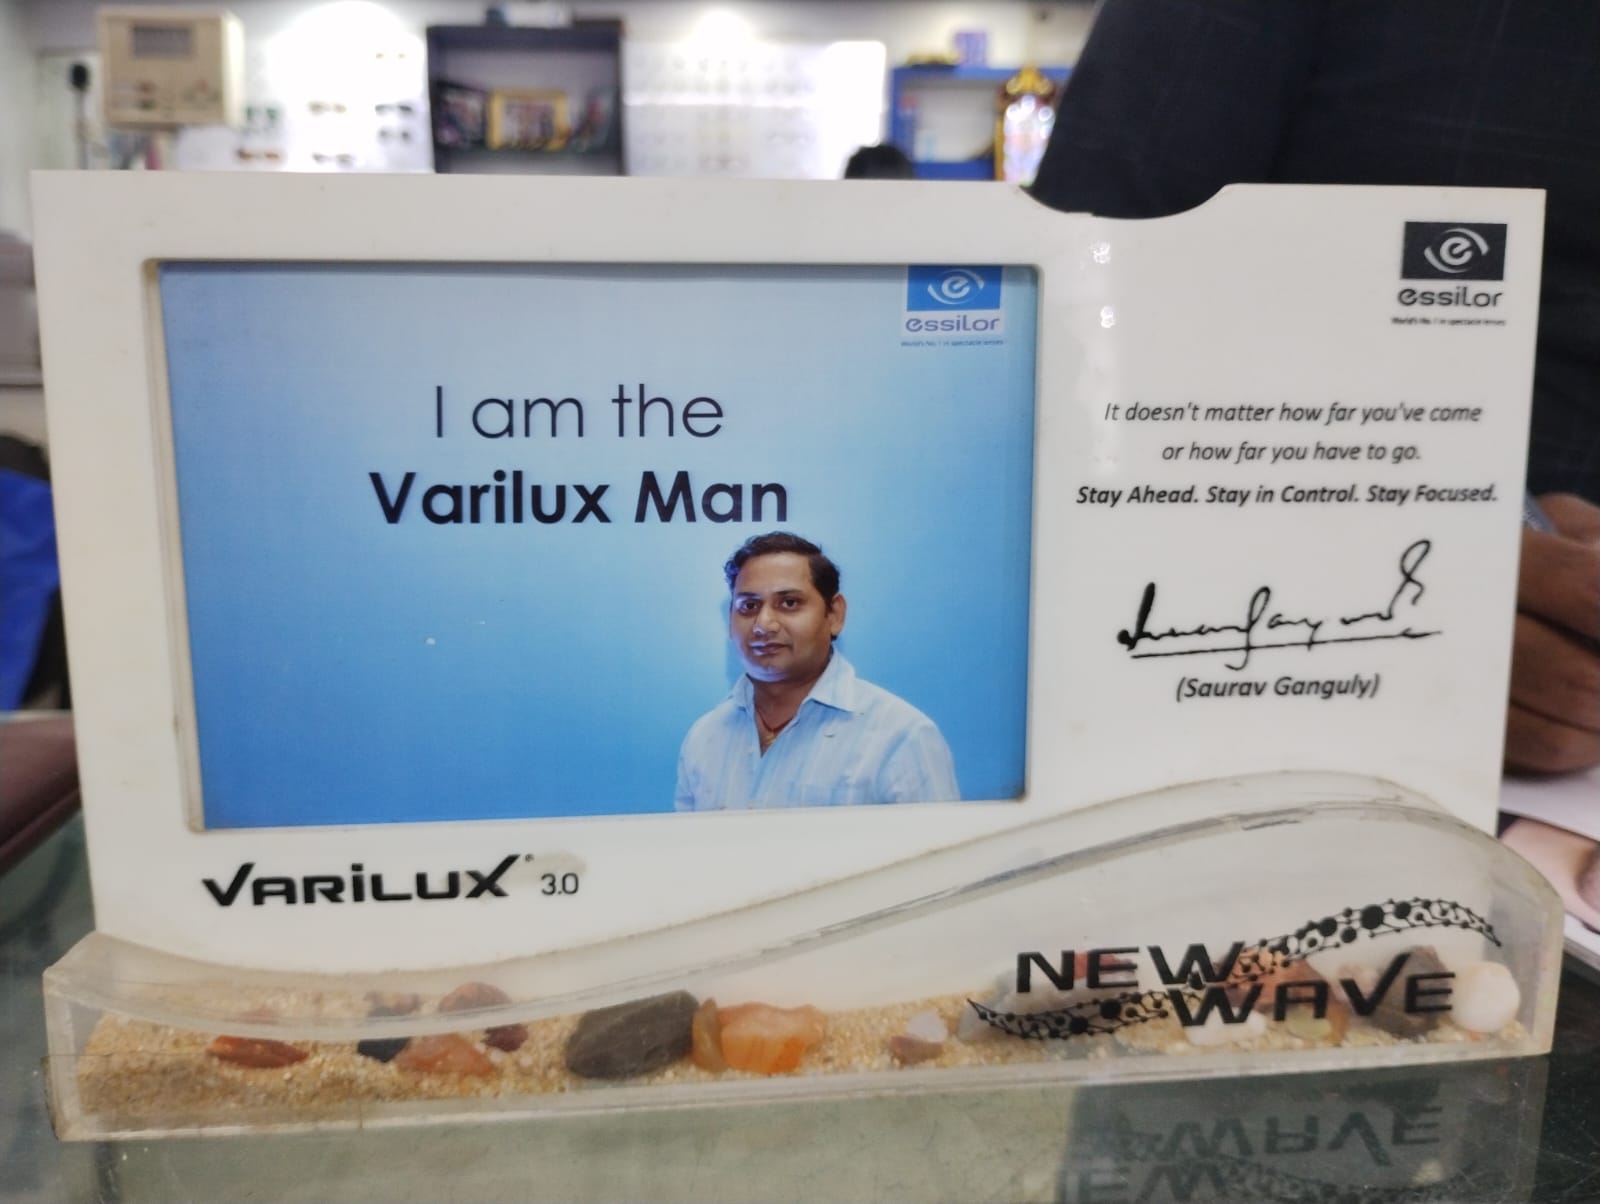 essilor
World's No. 1 in spectacle lenses
I am the
Varilux Man
essilor
World's No. 1 in spectacle lenses
It doesn't matter how far you've come
or how far you have to go.
Stay Ahead. Stay in Control. Stay Focused.
(Saurav Ganguly)
VARiLUX® 3.0
NEW
WAVE